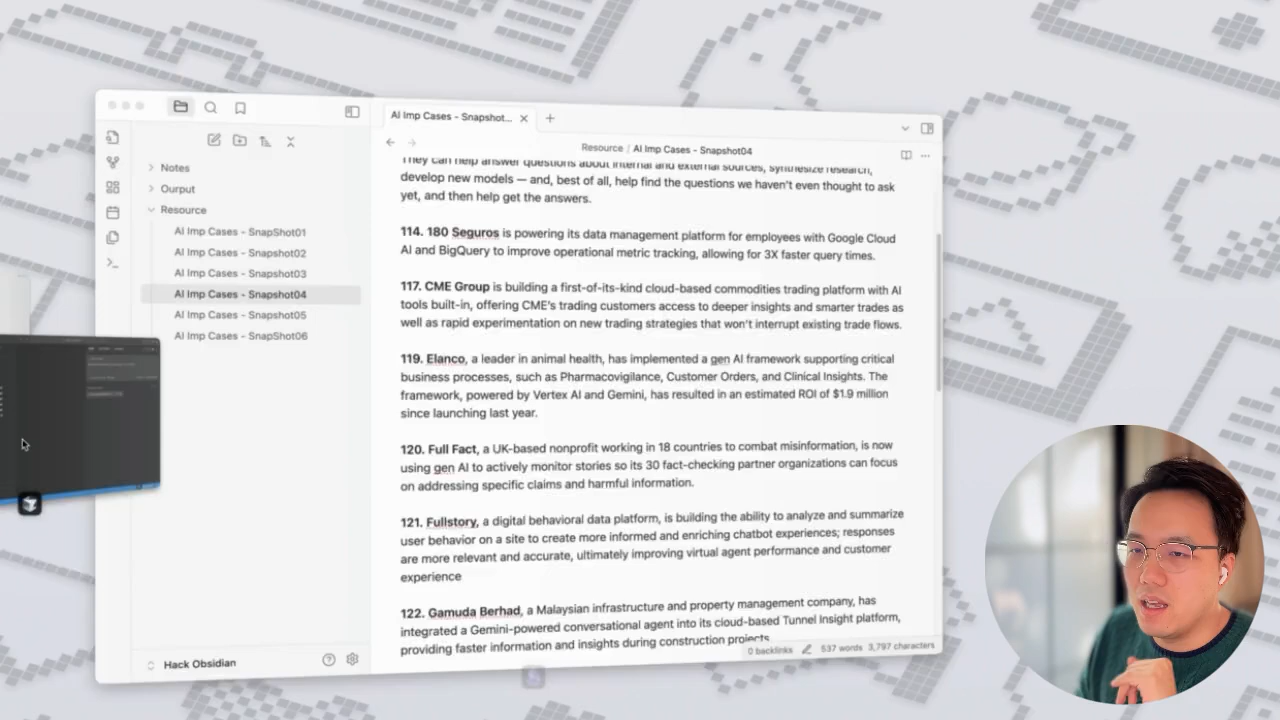 AI Imp Cases - Snapshot...
Resource / AI Imp Cases - Snapshot04
Notes
Ourput
Resource
AI Imp Cases - SnapShot01
AI Imp Cases - SnapShot02
AI Imp Cases - Snapshot03
AI Imp Cases - Snapshot04
AI Imp Cases - SnapShot05
AI Imp Cases - SnapShot06
Hack Obsidian
They can help answer questions about internal and external sources, synthesize research,
develop new models — and, best of all, help find the questions we haven't even thought to ask
yet, and then help get the answers.
114. 180 Seguros is powering its data management platform for employees with Google Cloud
AI and BigQuery to improve operational metric tracking, allowing for 3X faster query times.
117. CME Group is building a first-of-its-kind cloud-based commodities trading platform with AI
tools built-in, offering CME's trading customers access to deeper insights and smarter trades as
well as rapid experimentation on new trading strategies that won't interrupt existing trade flows.
119. Elanco, a leader in animal health, has implemented a gen AI framework supporting critical
business processes, such as Pharmacovigilance, Customer Orders, and Clinical Insights. The
framework, powered by Vertex AI and Gemini, has resulted in an estimated ROI of $1.9 million
since launching last year.
120. Full Fact, a UK-based nonprofit working in 18 countries to combat misinformation, is now
using gen AI to actively monitor stories so its 30 fact-checking partner organizations can focus
on addressing specific claims and harmful information.
121. Fullstory, a digital behavioral data platform, is building the ability to analyze and summarize
user behavior on a site to create more informed and enriching chatbot experiences; responses
are more relevant and accurate, ultimately improving virtual agent performance and customer
experience
122. Gamuda Berhad, a Malaysian infrastructure and property management company, has
integrated a Gemini-powered conversational agent into its cloud-based Tunnel Insight platform,
providing faster information and insights during construction projects
0 backlinks 537 words 3,797 characters